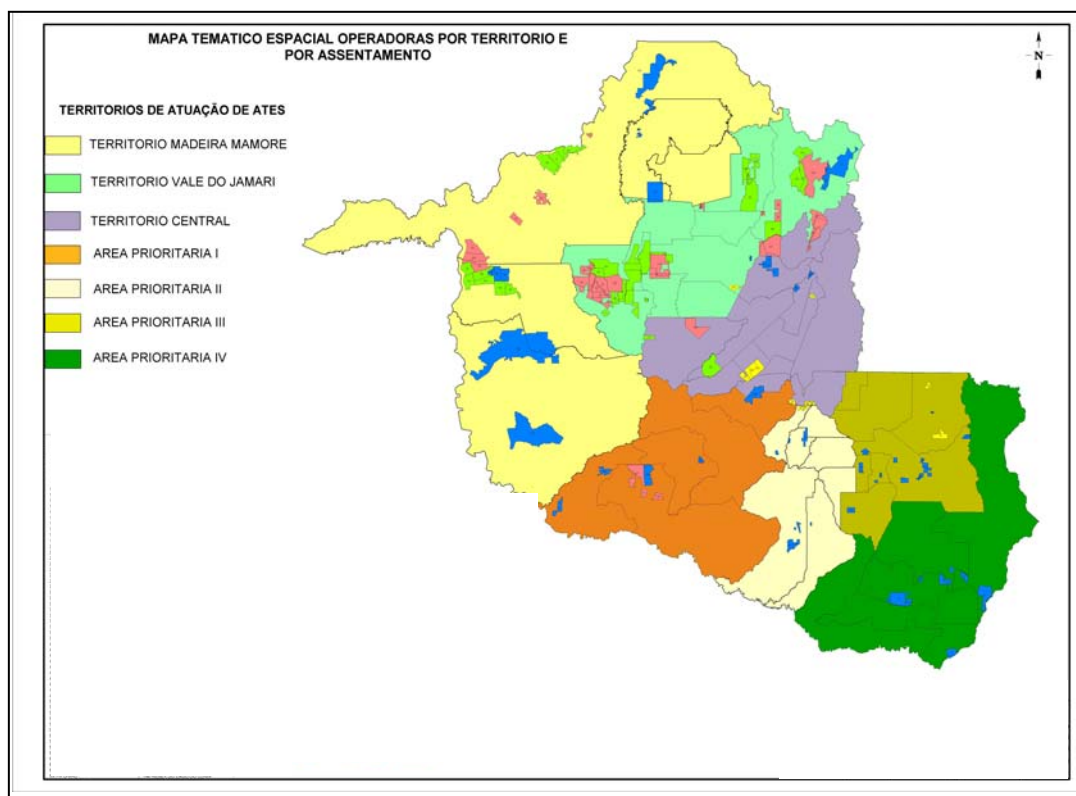 MAPA TEMATICO ESPACIAL OPERADORAS POR TERRITORIO E
POR ASSENTAMENTO
N
TERRITORIOS DE ATUAÇÃO DE ATES
TERRITORIO MADEIRA MAMORE
TERRITORIO VALE DO JAMARI
TERRITORIO CENTRAL
AREA PRIORITARIA I
AREA PRIORITARIA II
AREA PRIORITARIA III
AREA PRIORITARIA IV